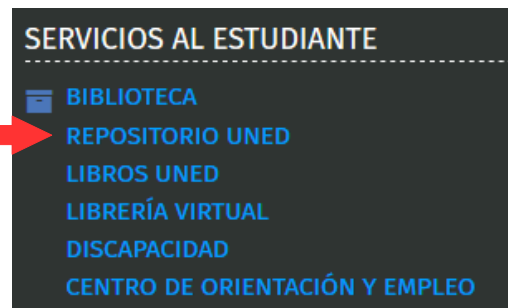 SERVICIOS AL ESTUDIANTE
BIBLIOTECA
REPOSITORIO UNED
LIBROS UNED
LIBRERÍA VIRTUAL
DISCAPACIDAD
CENTRO DE ORIENTACIÓN Y EMPLEO